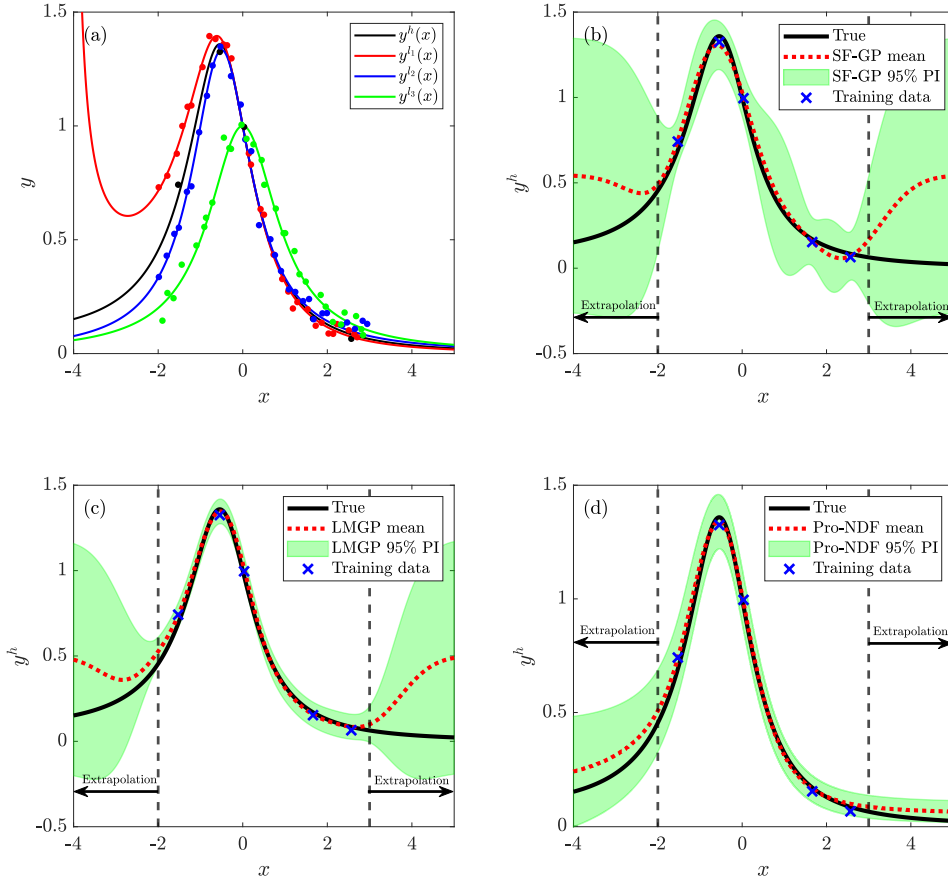 (a)
y^h(x)
y^{l_1}(x)
y^{l_2}(x)
y^{l_3}(x)
1.5
1
0.5
0
y
-4 -2 0 2 4
x
(b)
True
SF-GP mean
SF-GP 95% PI
Training data
1.5
1
0.5
0
-0.5
y^h
Extrapolation
Extrapolation
-4 -2 0 2 4
x
(c)
True
LMGP mean
LMGP 95% PI
Training data
1.5
1
0.5
0
-0.5
y^h
Extrapolation
Extrapolation
-4 -2 0 2 4
x
(d)
True
Pro-NDF mean
Pro-NDF 95% PI
Training data
1.5
1
0.5
0
y^h
Extrapolation
Extrapolation
-4 -2 0 2 4
x